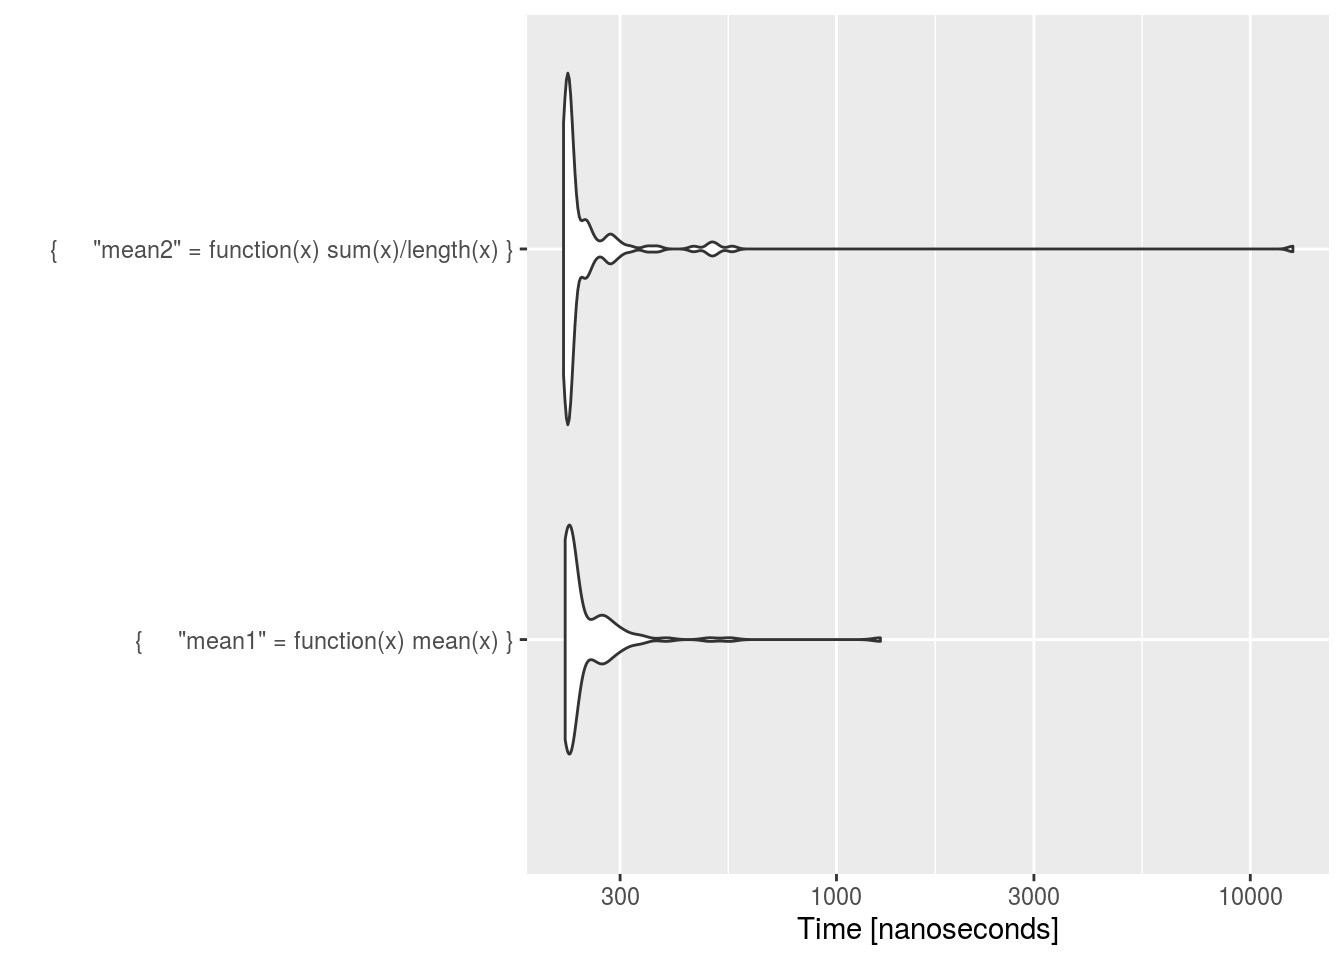 {     "mean2" = function(x) sum(x)/length(x) }
{     "mean1" = function(x) mean(x) }
300 1000 3000 10000
Time [nanoseconds]